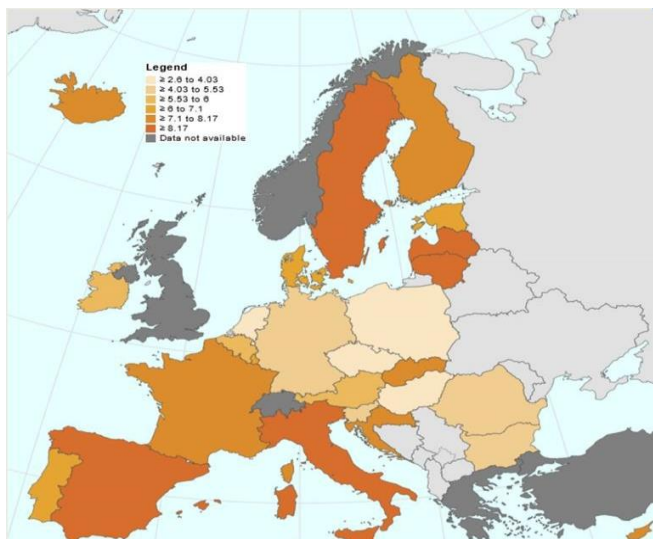 Legend
≥ 2.6 to 4.03
≥ 4.03 to 5.53
≥ 5.53 to 6
≥ 6 to 7.1
≥ 7.1 to 8.17
≥ 8.17
Data not available